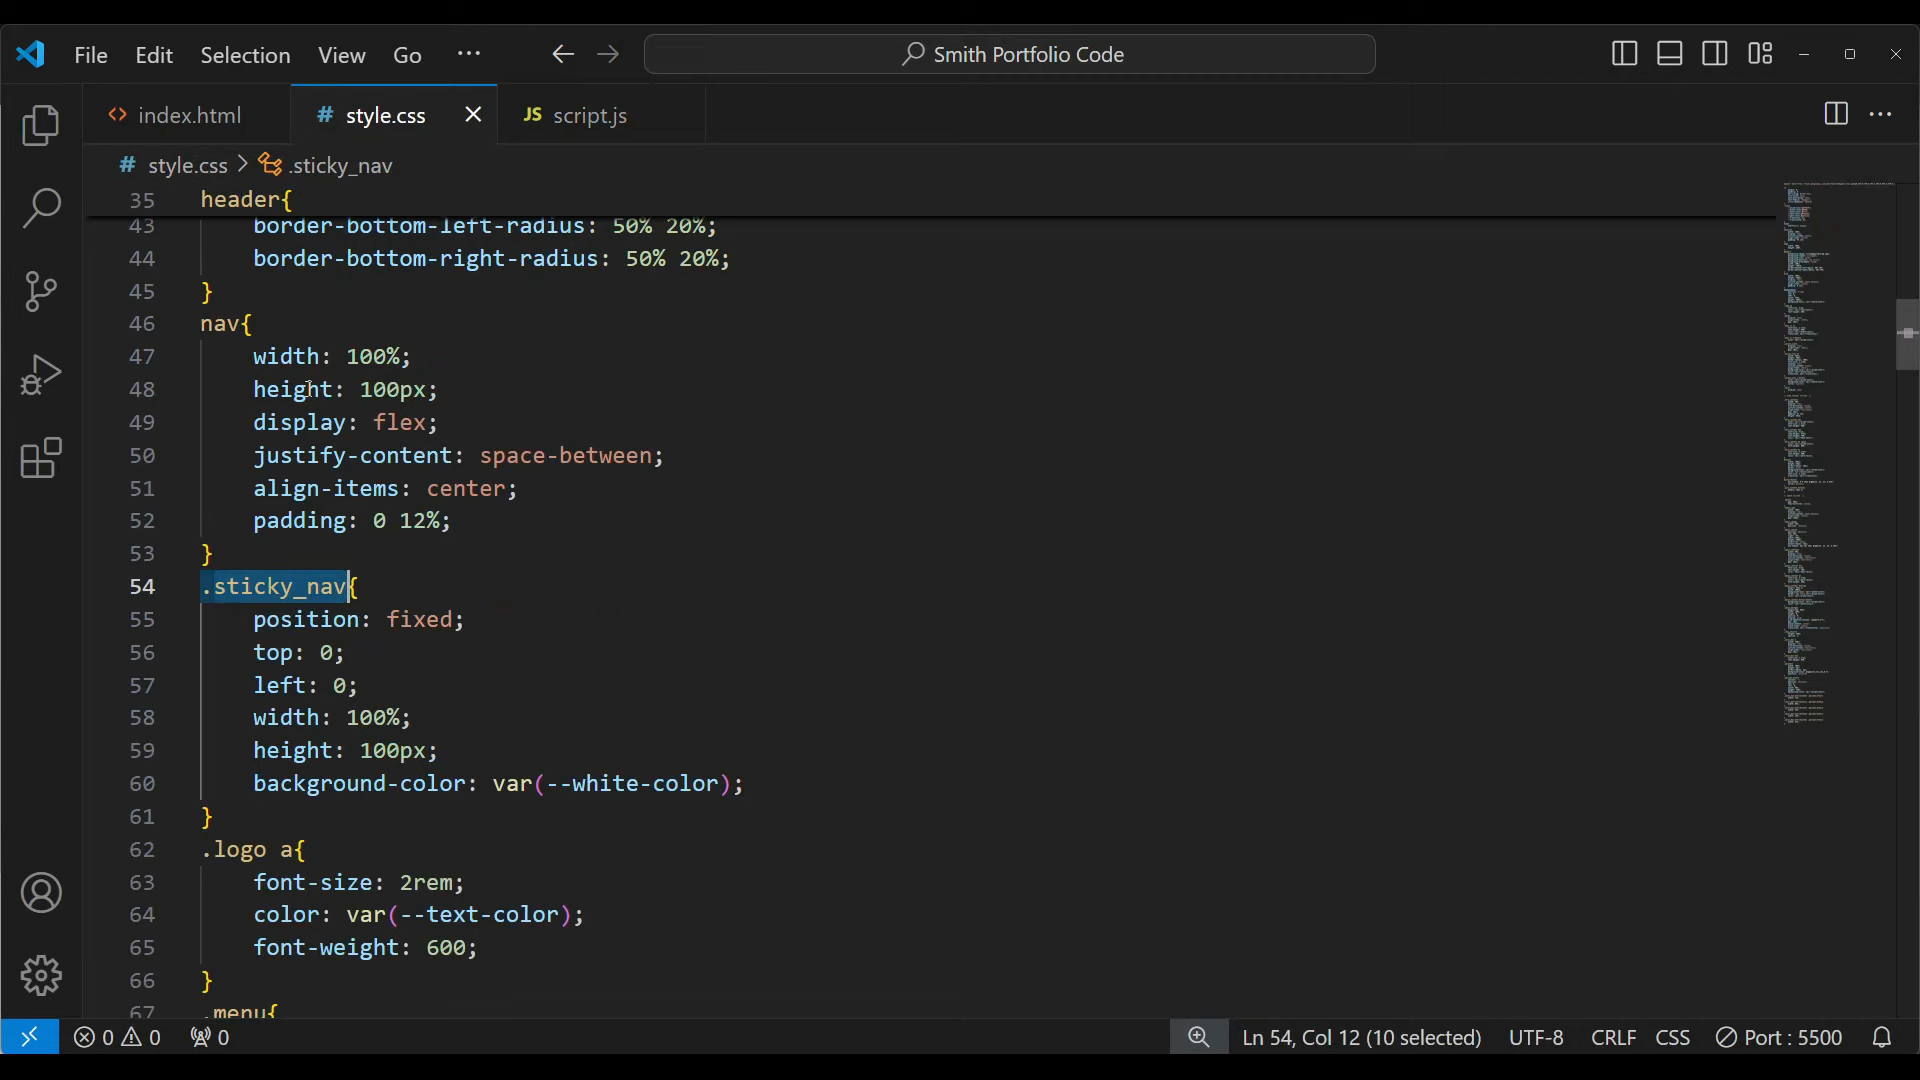 File Edit Selection View Go ··· Smith Portfolio Code
index.html # style.css JS script.js
# style.css > .sticky_nav
35 header{
43 border-bottom-left-radius: 50% 20%;
44 border-bottom-right-radius: 50% 20%;
45 }
46 nav{
47 width: 100%;
48 height: 100px;
49 display: flex;
50 justify-content: space-between;
51 align-items: center;
52 padding: 0 12%;
53 }
54 .sticky_nav{
55 position: fixed;
56 top: 0;
57 left: 0;
58 width: 100%;
59 height: 100px;
60 background-color: var(--white-color);
61 }
62 .logo a{
63 font-size: 2rem;
64 color: var(--text-color);
65 font-weight: 600;
66 }
67 .menu{
0 0 0 Ln 54, Col 12 (10 selected) UTF-8 CRLF CSS Port : 5500